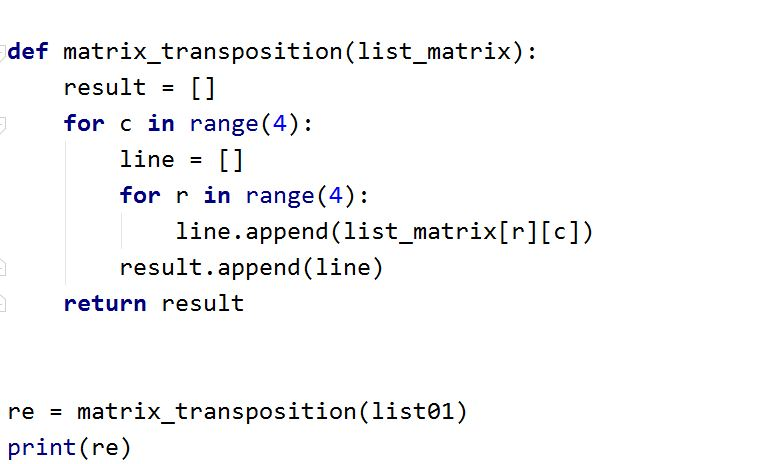 def matrix_transposition(list_matrix):
    result = []
    for c in range(4):
        line = []
        for r in range(4):
            line.append(list_matrix[r][c])
        result.append(line)
    return result
re = matrix_transposition(list01)
print(re)